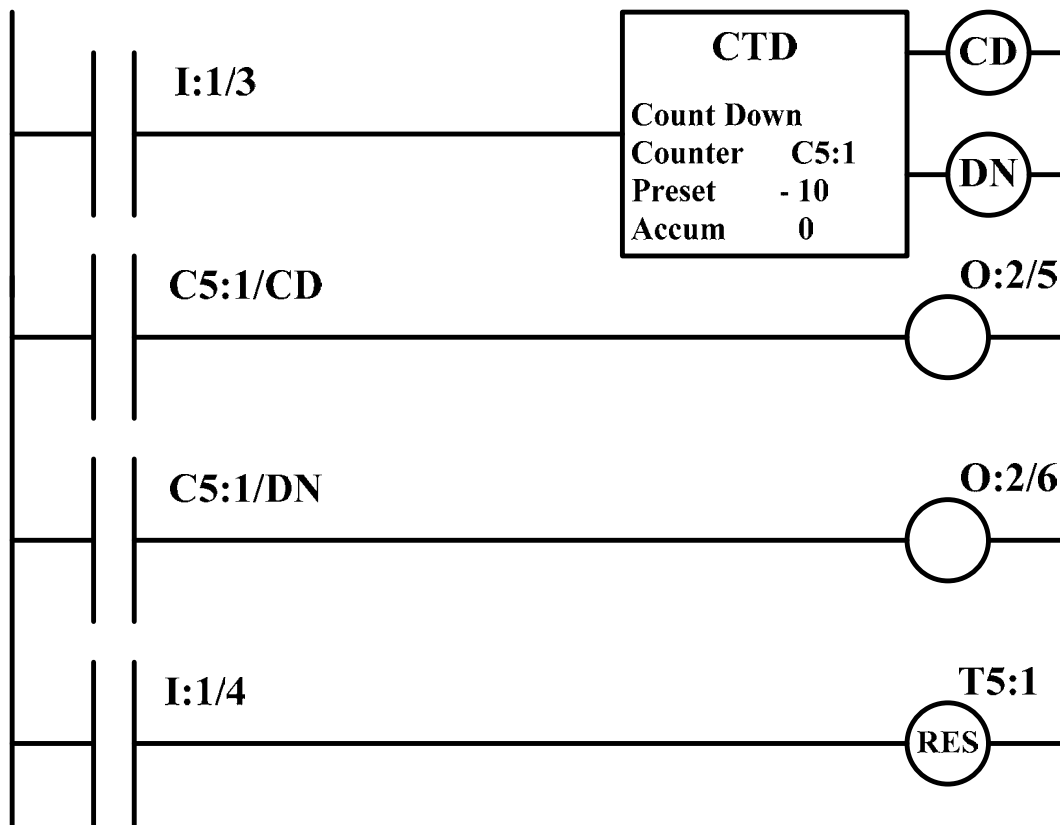 I:1/3
CTD
CD
Count Down
Counter C5:1
Preset - 10
Accum 0
DN
C5:1/CD
O:2/5
C5:1/DN
O:2/6
I:1/4
T5:1
RES